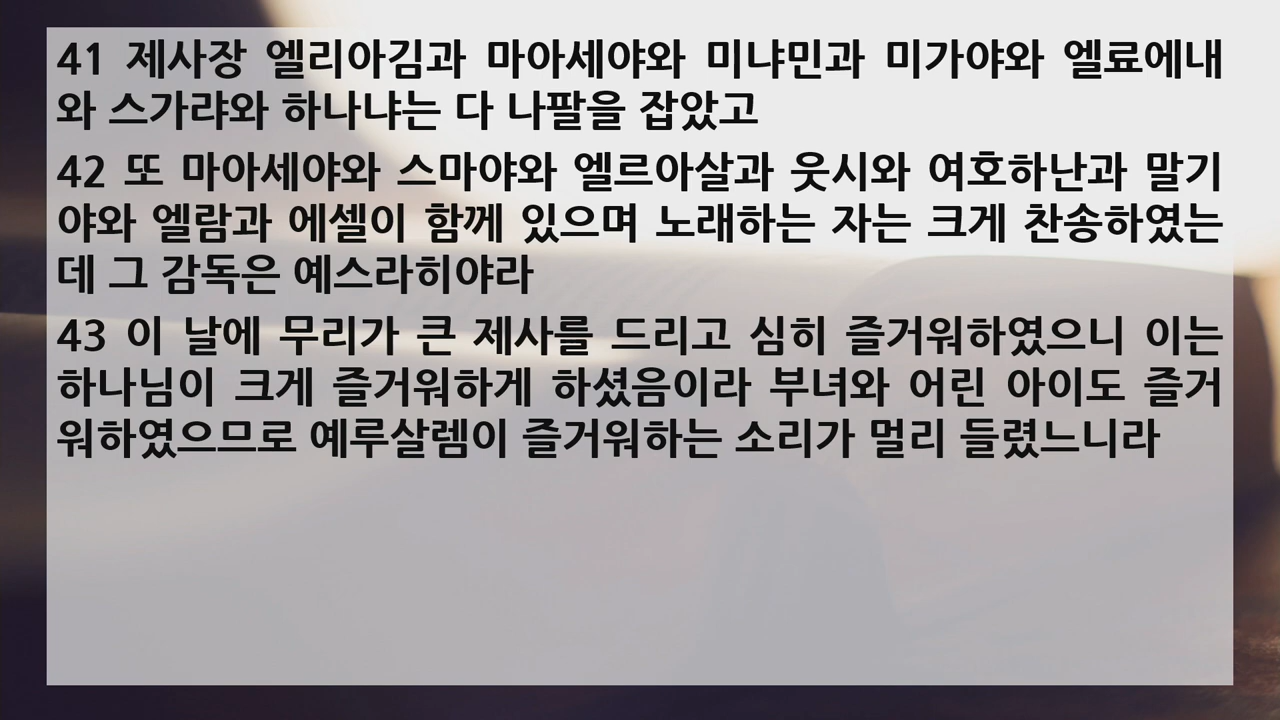 41 제사장 엘리아김과 마아세야와 미냐민과 미가야와 엘료에내
와 스가랴와 하나냐는 다 나팔을 잡았고
42 또 마아세야와 스마야와 엘르아살과 웃시와 여호하난과 말기
야와 엘람과 에셀이 함께 있으며 노래하는 자는 크게 찬송하였는
데 그 감독은 예스라히야라
43 이 날에 무리가 큰 제사를 드리고 심히 즐거워하였으니 이는
하나님이 크게 즐거워하게 하셨음이라 부녀와 어린 아이도 즐거
워하였으므로 예루살렘이 즐거워하는 소리가 멀리 들렸느니라